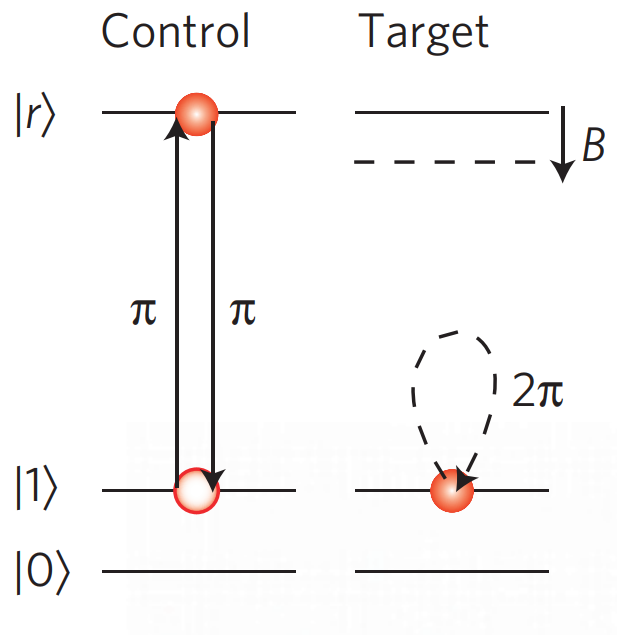 Control Target
|r⟩
B
π π
2π
|1⟩
|0⟩